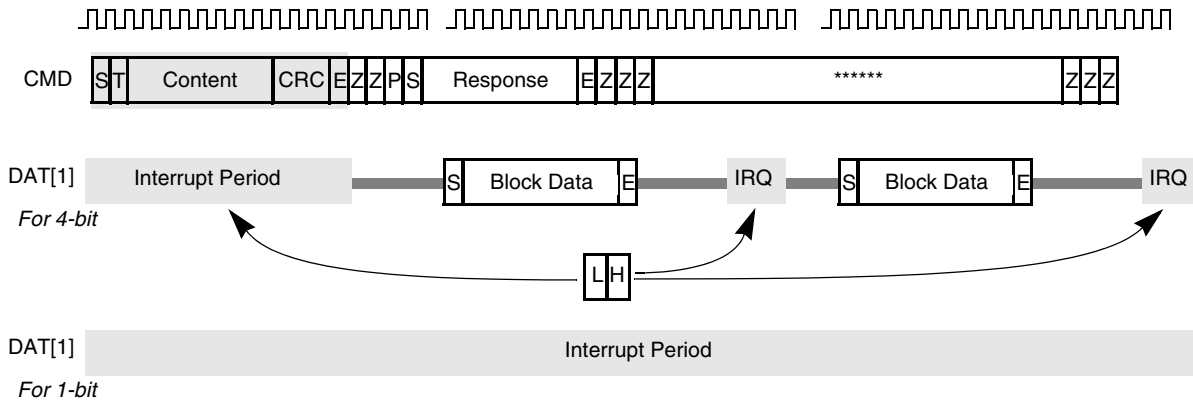 CMD S T Content CRC E Z Z P S Response E Z Z Z ****** Z Z Z
DAT[1] Interrupt Period S Block Data E IRQ S Block Data E IRQ
For 4-bit
L H
DAT[1] Interrupt Period
For 1-bit